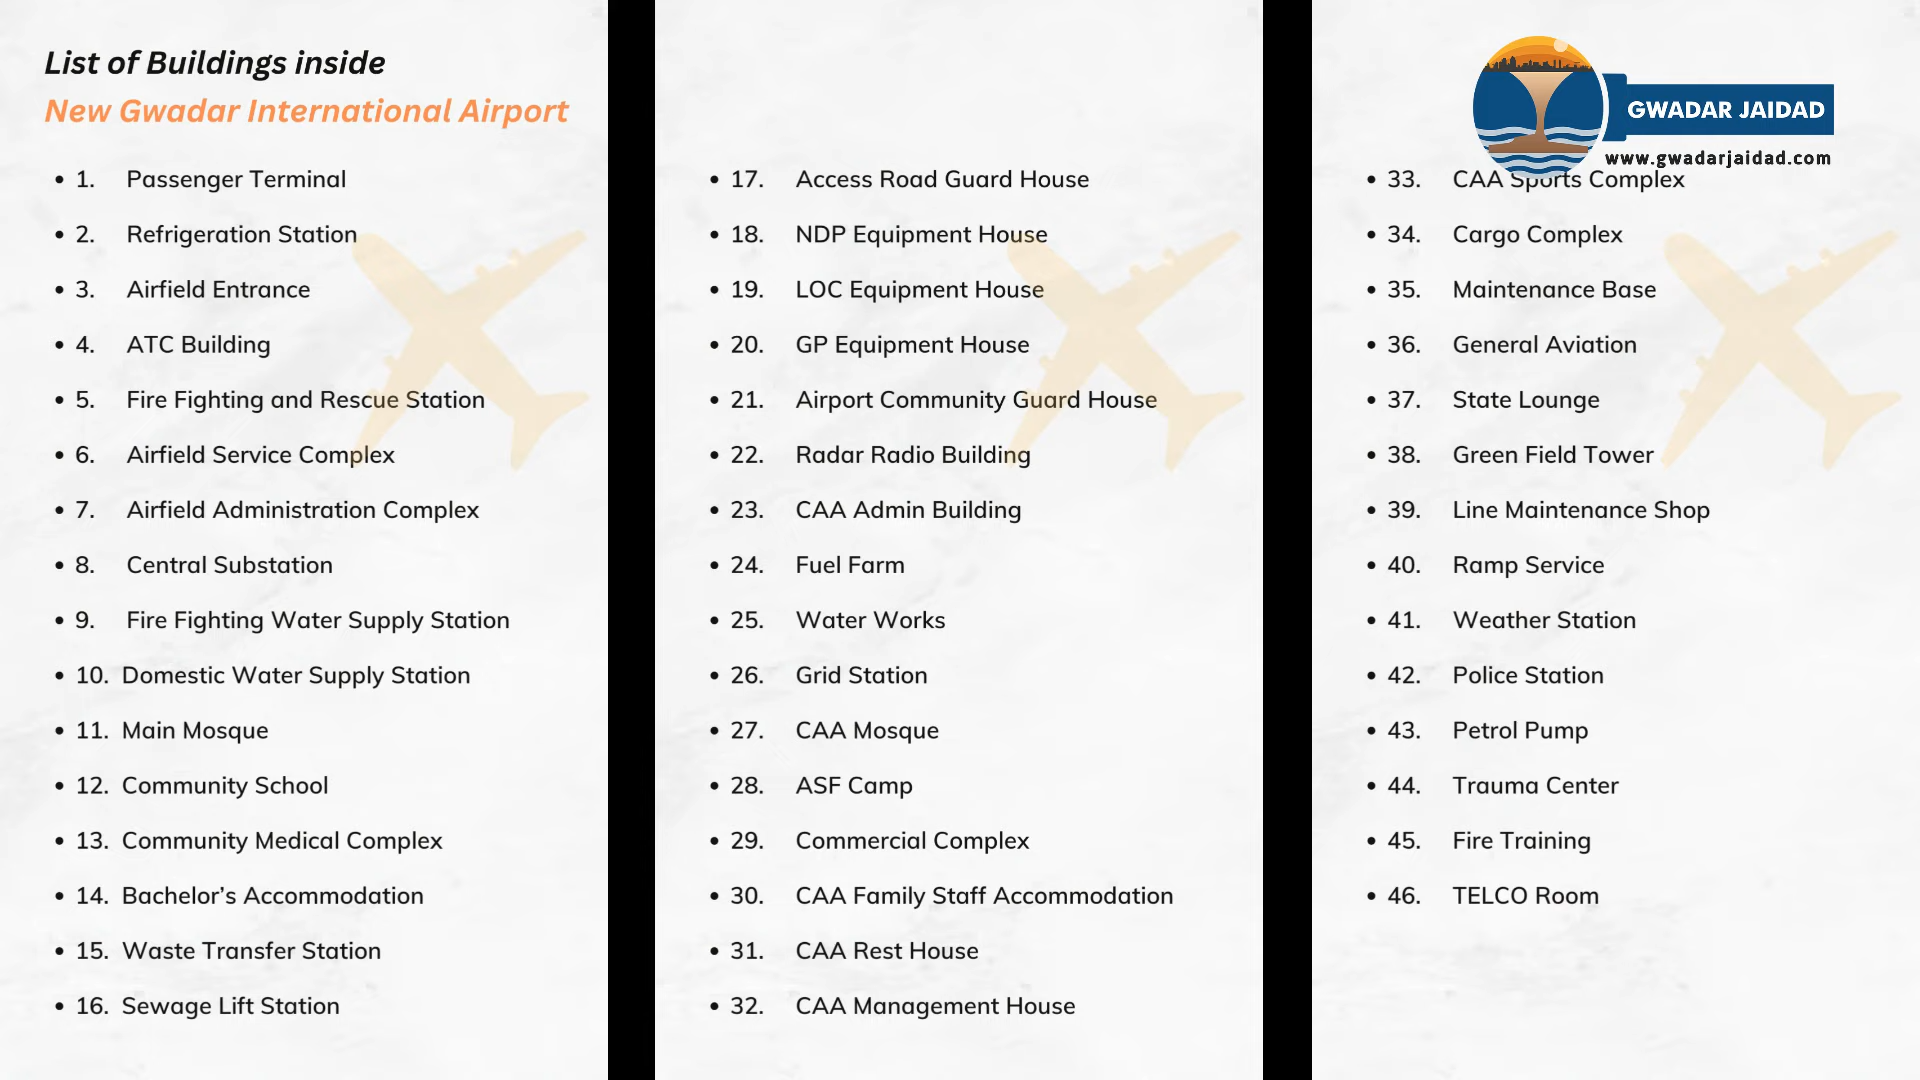 List of Buildings inside
New Gwadar International Airport
• 1. Passenger Terminal
• 2. Refrigeration Station
• 3. Airfield Entrance
• 4. ATC Building
• 5. Fire Fighting and Rescue Station
• 6. Airfield Service Complex
• 7. Airfield Administration Complex
• 8. Central Substation
• 9. Fire Fighting Water Supply Station
• 10. Domestic Water Supply Station
• 11. Main Mosque
• 12. Community School
• 13. Community Medical Complex
• 14. Bachelor’s Accommodation
• 15. Waste Transfer Station
• 16. Sewage Lift Station
• 17. Access Road Guard House
• 18. NDP Equipment House
• 19. LOC Equipment House
• 20. GP Equipment House
• 21. Airport Community Guard House
• 22. Radar Radio Building
• 23. CAA Admin Building
• 24. Fuel Farm
• 25. Water Works
• 26. Grid Station
• 27. CAA Mosque
• 28. ASF Camp
• 29. Commercial Complex
• 30. CAA Family Staff Accommodation
• 31. CAA Rest House
• 32. CAA Management House
GWADAR JAIDAD
www.gwadarjaidad.com
• 33. CAA Sports Complex
• 34. Cargo Complex
• 35. Maintenance Base
• 36. General Aviation
• 37. State Lounge
• 38. Green Field Tower
• 39. Line Maintenance Shop
• 40. Ramp Service
• 41. Weather Station
• 42. Police Station
• 43. Petrol Pump
• 44. Trauma Center
• 45. Fire Training
• 46. TELCO Room